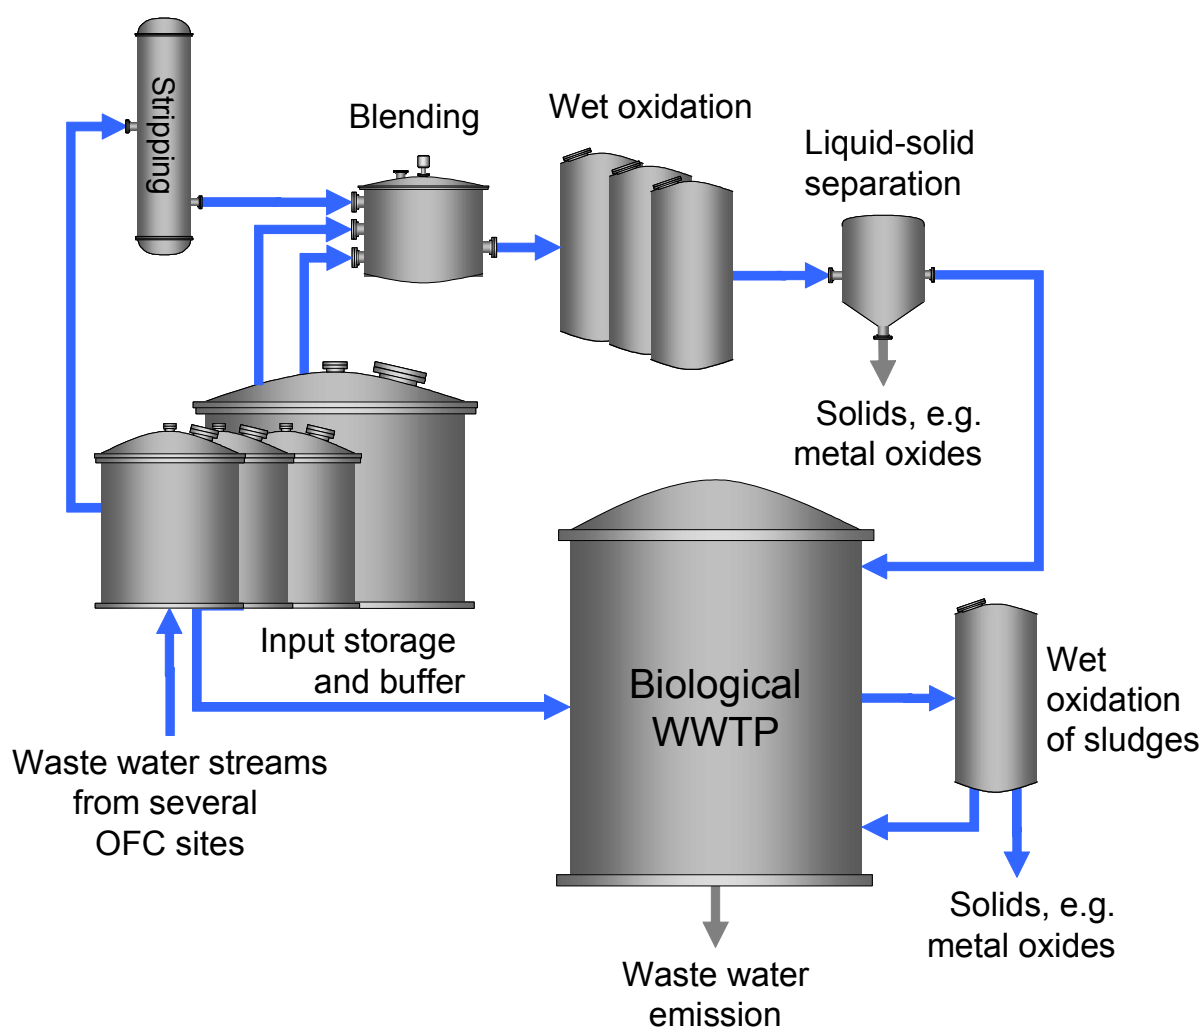 Stripping
Blending
Wet oxidation
Liquid-solid
separation
Solids, e.g.
metal oxides
Input storage
and buffer
Biological
WWTP
Wet
oxidation
of sludges
Waste water streams
from several
OFC sites
Solids, e.g.
metal oxides
Waste water
emission